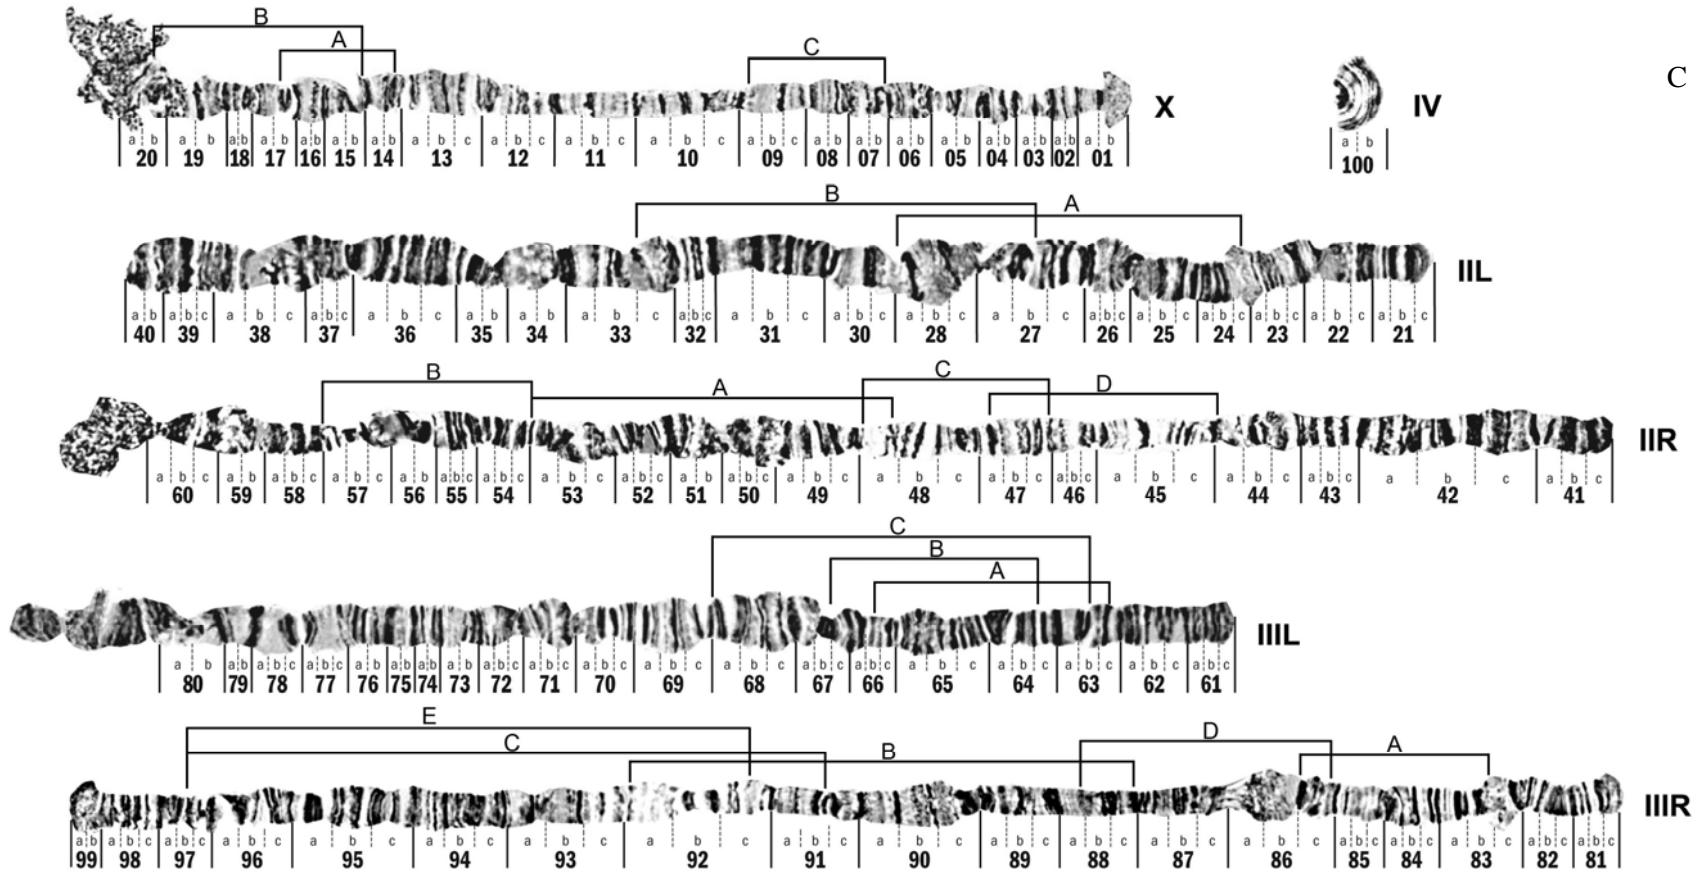 B
A C
C
X IV
a b a b a b a b a b a b a b a b c a b c a b c a b c a b c a b a b a b a b a b a b a b a b a b
20 19 18 17 16 15 14 13 12 11 10 09 08 07 06 05 04 03 02 01 100
B A
IIL
a b a b c a b c a b c a b c a b a b a b c a b c a b c a b c a b c a b c a b c a b c a b c a b c a b c a b c
40 39 38 37 36 35 34 33 32 31 30 28 27 26 25 24 23 22 21
B A C D
IIR
a b c a b a b c a b c a b a b c a b c a b c a b c a b a b c a b c a b c a b c a b c a b c a b c a b c a b c a b c
60 59 58 57 56 55 54 53 52 51 50 49 48 47 46 45 44 43 42 41
C
B
A
IIIL
a b a b a b c a b c a b a b a b a b a b c a b c a b c a b c a b c a b c a b c a b c a b c a b c a b c a b c
80 79 78 77 76 75 74 73 72 71 70 69 68 67 66 65 64 63 62 61
E
C B D A
IIIR
a b a b c a b c a b c a b c a b c a b c a b c a b c a b c a b c a b c a b c a b c a b c a b c a b c a b c a b c
99 98 97 96 95 94 93 92 91 90 89 88 87 86 85 84 83 82 81